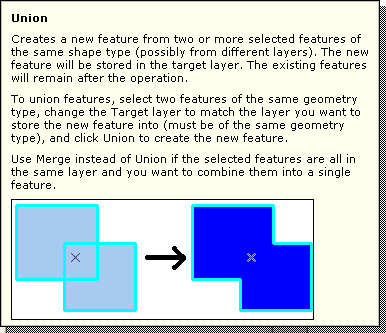 Union
Creates a new feature from two or more selected features of
the same shape type (possibly from different layers). The new
feature will be stored in the target layer. The existing features
will remain after the operation.
To union features, select two features of the same geometry
type, change the Target layer to match the layer you want to
store the new feature into (must be of the same geometry
type), and click Union to create the new feature.
Use Merge instead of Union if the selected features are all in
the same layer and you want to combine them into a single
feature.